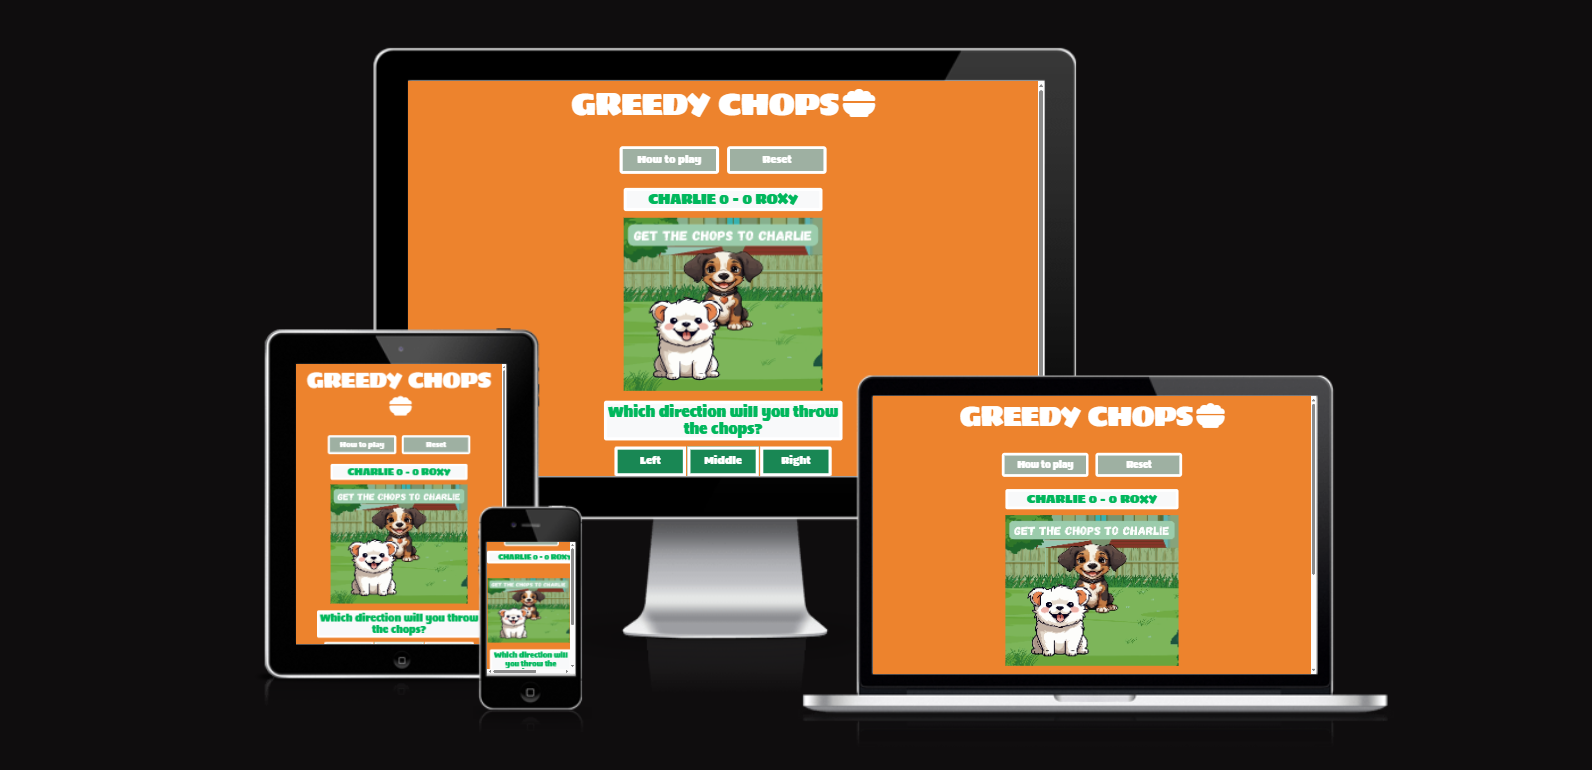 GREEDY CHOPS
How to play Reset
CHARLIE 0 - 0 ROXY
GET THE CHOPS TO CHARLIE
Which direction will you throw
the chops?
Left Middle Right
GREEDY CHOPS
How to play Reset
CHARLIE 0 - 0 ROXY
GET THE CHOPS TO CHARLIE
Which direction will you throw
the chops?
CHARLIE 0 - 0 ROXY
GET THE CHOPS TO CHARLIE
Which direction will
you throw the
GREEDY CHOPS
How to play Reset
CHARLIE 0 - 0 ROXY
GET THE CHOPS TO CHARLIE